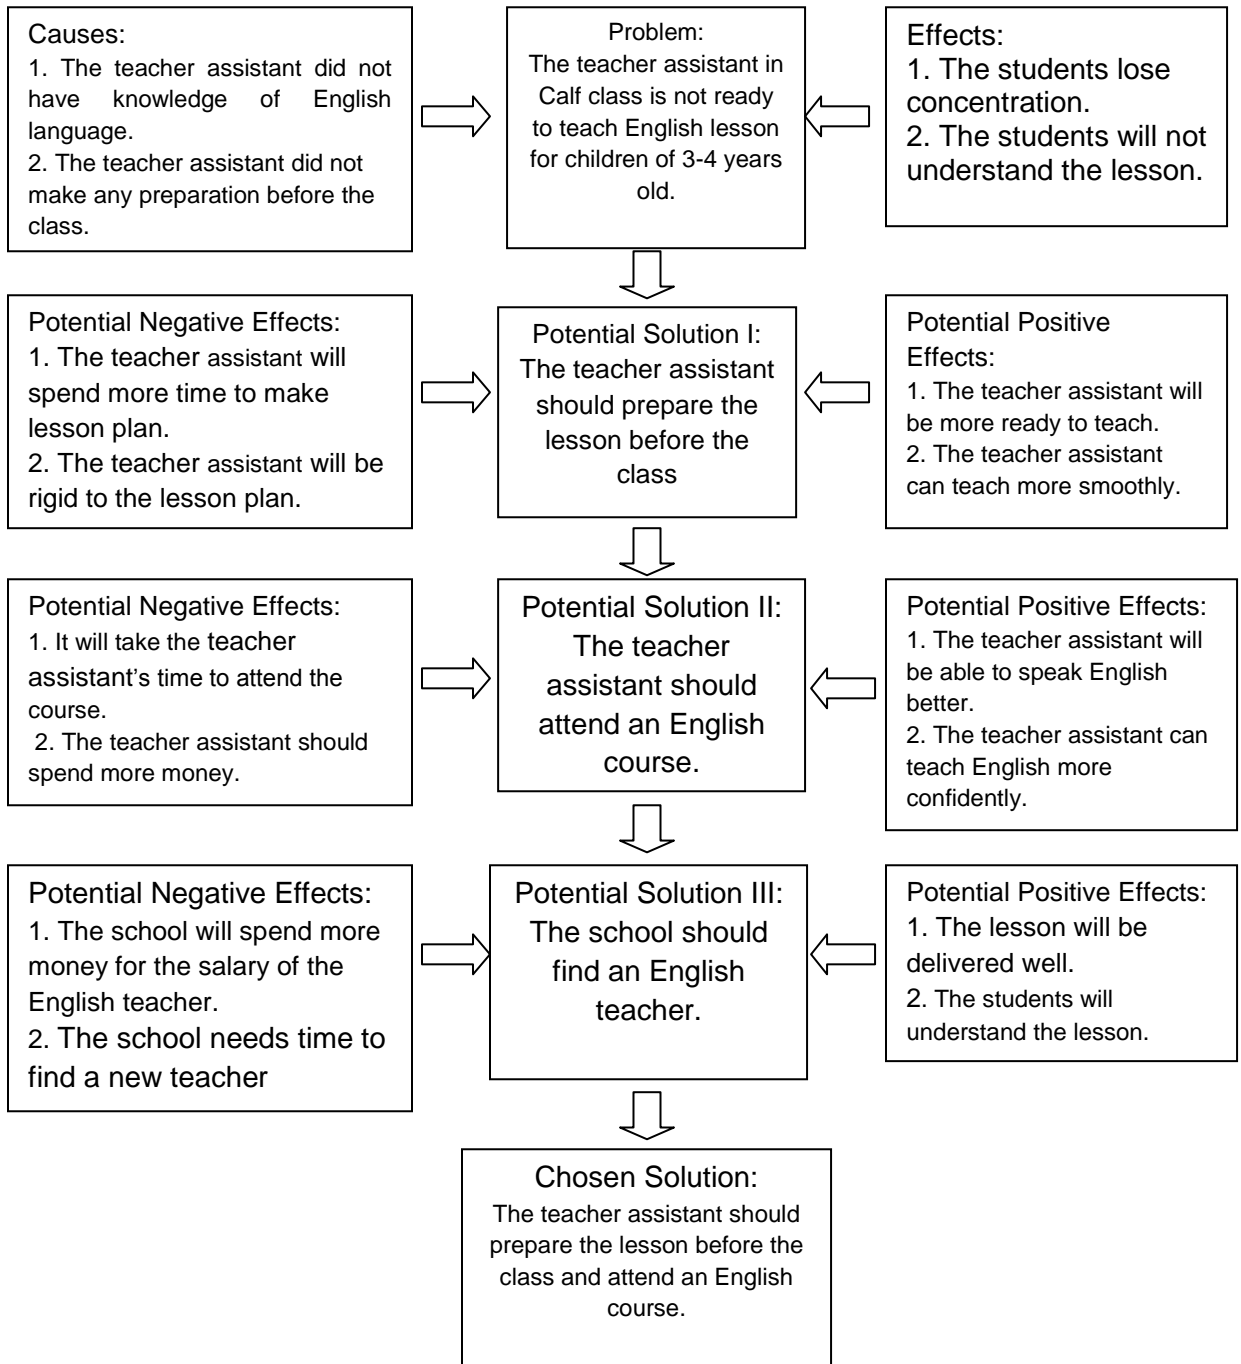 Causes:
1. The teacher assistant did not
have knowledge of English
language.
2. The teacher assistant did not
make any preparation before the
class.
Problem:
The teacher assistant in
Calf class is not ready
to teach English lesson
for children of 3-4 years
old.
Effects:
1. The students lose
concentration.
2. The students will not
understand the lesson.
Potential Negative Effects:
1. The teacher assistant will
spend more time to make
lesson plan.
2. The teacher assistant will be
rigid to the lesson plan.
Potential Solution I:
The teacher assistant
should prepare the
lesson before the
class
Potential Positive
Effects:
1. The teacher assistant will
be more ready to teach.
2. The teacher assistant
can teach more smoothly.
Potential Negative Effects:
1. It will take the teacher
assistant's time to attend the
course.
2. The teacher assistant should
spend more money.
Potential Solution II:
The teacher
assistant should
attend an English
course.
Potential Positive Effects:
1. The teacher assistant will
be able to speak English
better.
2. The teacher assistant can
teach English more
confidently.
Potential Negative Effects:
1. The school will spend more
money for the salary of the
English teacher.
2. The school needs time to
find a new teacher
Potential Solution III:
The school should
find an English
teacher.
Potential Positive Effects:
1. The lesson will be
delivered well.
2. The students will
understand the lesson.
Chosen Solution:
The teacher assistant should
prepare the lesson before the
class and attend an English
course.